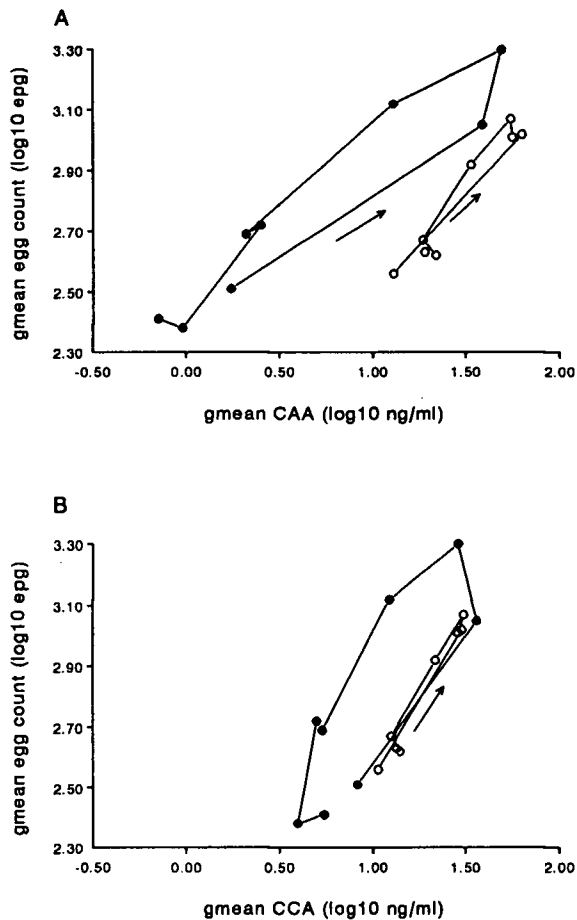 A
gmean egg count (log10 epg)
3.30
3.10
2.90
2.70
2.50
2.30
-0.50 0.00 0.50 1.00 1.50 2.00
gmean CAA (log10 ng/ml)
B
gmean egg count (log10 epg)
3.30
3.10
2.90
2.70
2.50
2.30
-0.50 0.00 0.50 1.00 1.50 2.00
gmean CCA (log10 ng/ml)